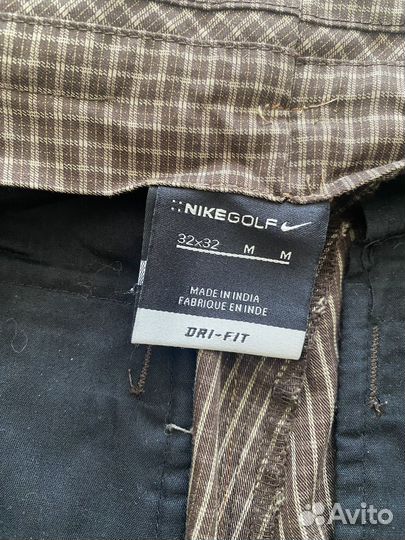 NIKEGOLF
32x32 M M
MADE IN INDIA
FABRIQUE EN INDE
DRI-FIT
Avito